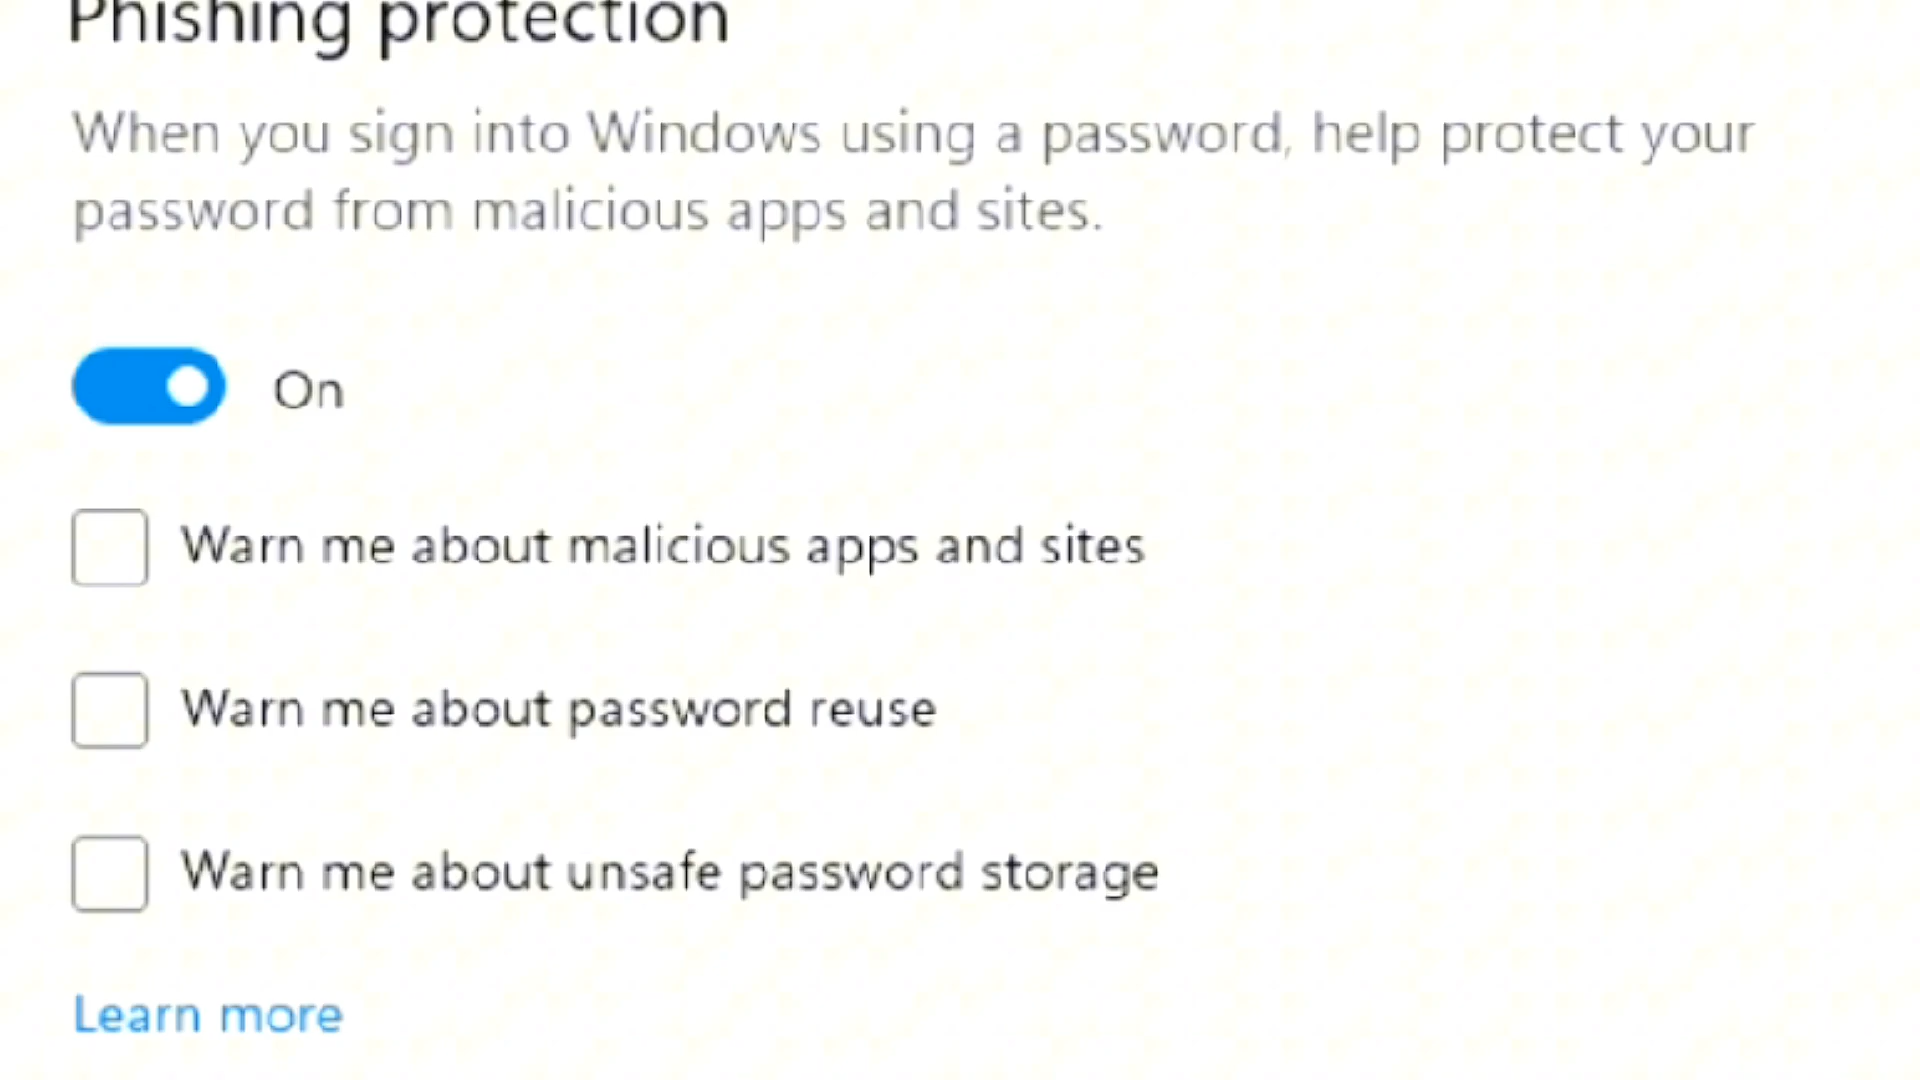 Phishing protection
When you sign into Windows using a password, help protect your
password from malicious apps and sites.
On
Warn me about malicious apps and sites
Warn me about password reuse
Warn me about unsafe password storage
Learn more